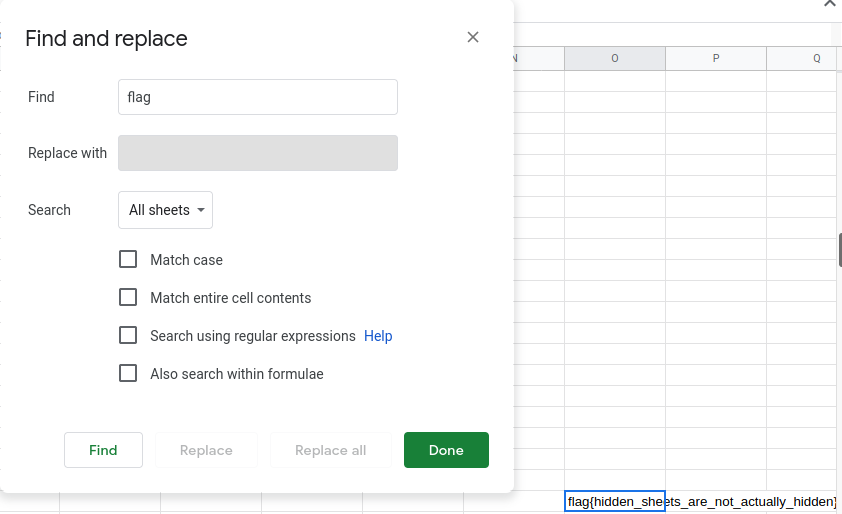 Find and replace
N O P Q
Find flag
Replace with
Search All sheets
Match case
Match entire cell contents
Search using regular expressions Help
Also search within formulae
Find Replace Replace all Done
flag{hidden_sheets_are_not_actually_hidden}